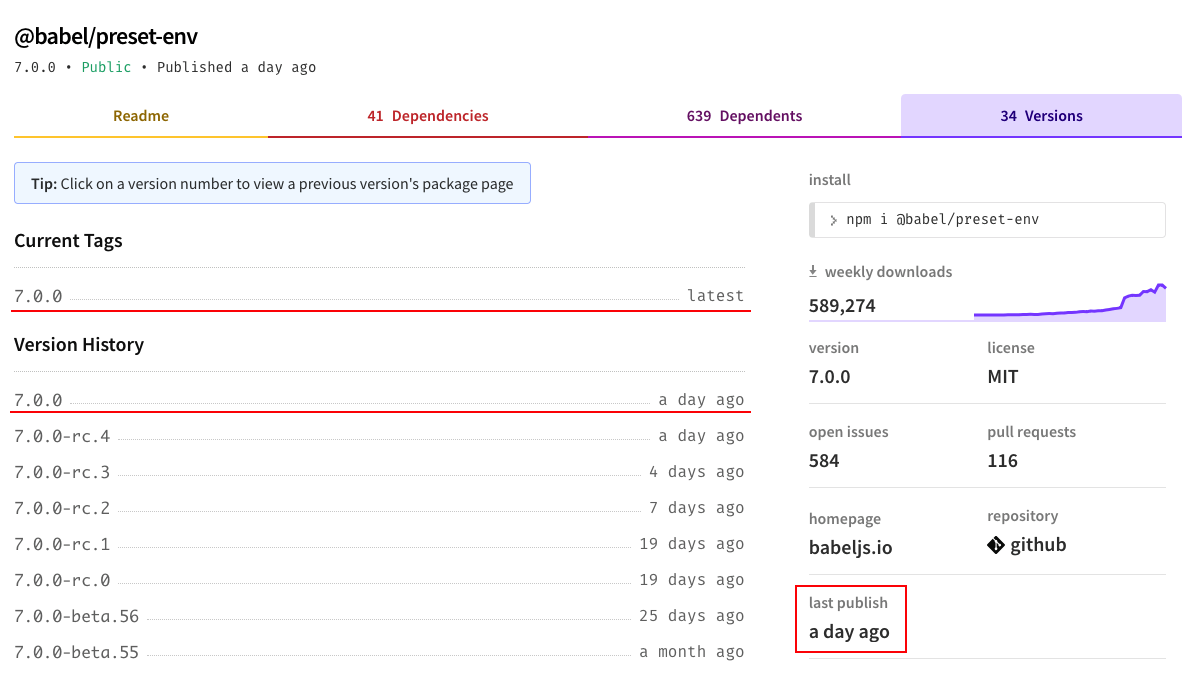 @babel/preset-env
7.0.0 • Public • Published a day ago
Readme
41 Dependencies
639 Dependents
34 Versions
Tip: Click on a version number to view a previous version's package page
Current Tags
7.0.0 latest
Version History
7.0.0 a day ago
7.0.0-rc.4 a day ago
7.0.0-rc.3 4 days ago
7.0.0-rc.2 7 days ago
7.0.0-rc.1 19 days ago
7.0.0-rc.0 19 days ago
7.0.0-beta.56 25 days ago
7.0.0-beta.55 a month ago
install
> npm i @babel/preset-env
weekly downloads
589,274
version
7.0.0
license
MIT
open issues
584
pull requests
116
homepage
babeljs.io
repository
github
last publish
a day ago